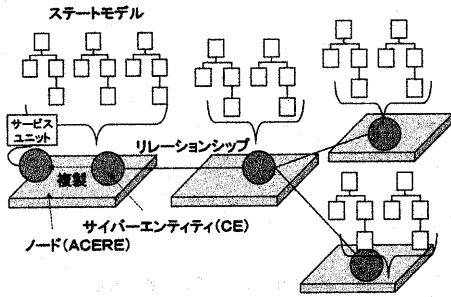 ステートモデル
サービス
ユニット
リレーションシップ
複製
サイバーエンティティ(CE)
ノード(ACERE)